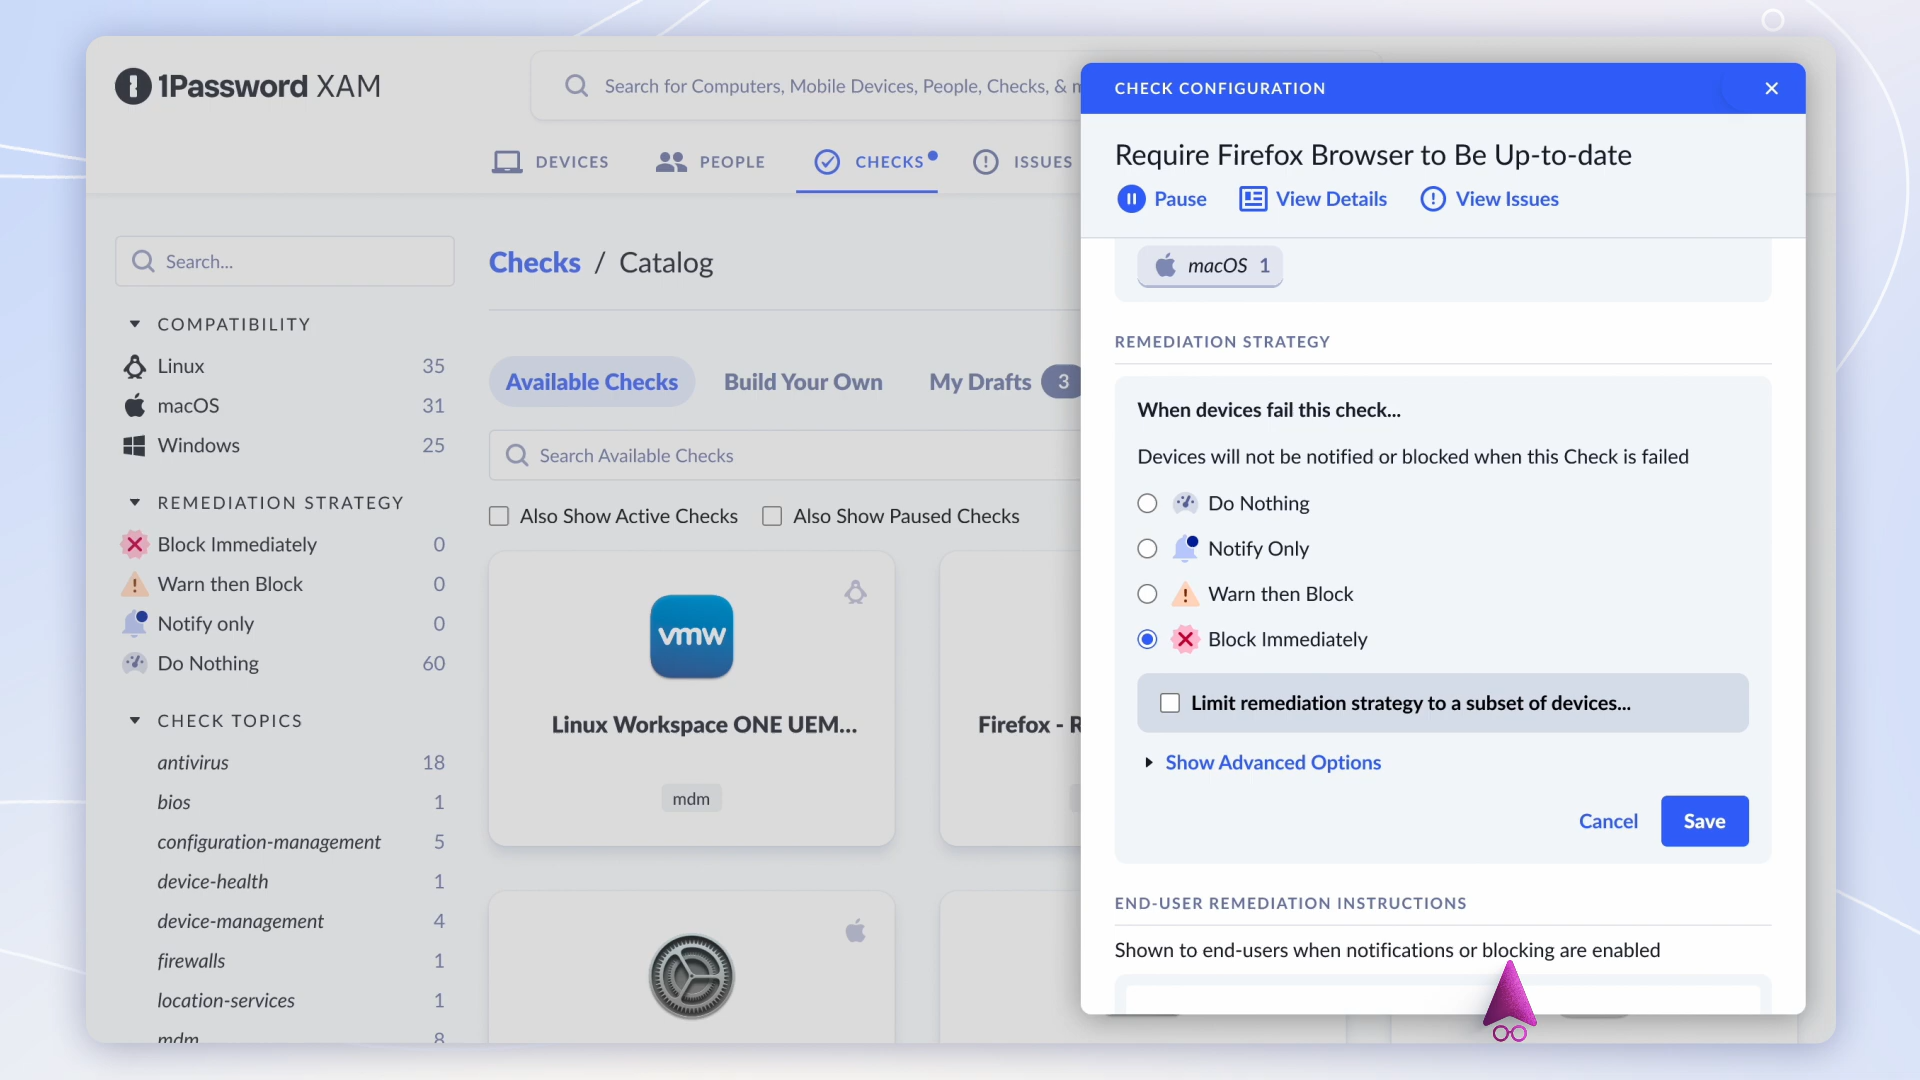 1Password XAM
Search for Computers, Mobile Devices, People, Checks, &
DEVICES
PEOPLE
CHECKS
ISSUES
Search...
COMPATIBILITY
Linux 35
macOS 31
Windows 25
REMEDIATION STRATEGY
Block Immediately 0
Warn then Block 0
Notify only 0
Do Nothing 60
CHECK TOPICS
antivirus 18
bios 1
configuration-management 5
device-health 1
device-management 4
firewalls 1
location-services 1
mdm 8
Checks / Catalog
Available Checks
Build Your Own
My Drafts 3
Search Available Checks
Also Show Active Checks
Also Show Paused Checks
vmw
Linux Workspace ONE UEM...
mdm
Firefox - R
CHECK CONFIGURATION
Require Firefox Browser to Be Up-to-date
Pause
View Details
View Issues
macOS 1
REMEDIATION STRATEGY
When devices fail this check...
Devices will not be notified or blocked when this Check is failed
Do Nothing
Notify Only
Warn then Block
Block Immediately
Limit remediation strategy to a subset of devices...
Show Advanced Options
Cancel
Save
END-USER REMEDIATION INSTRUCTIONS
Shown to end-users when notifications or blocking are enabled